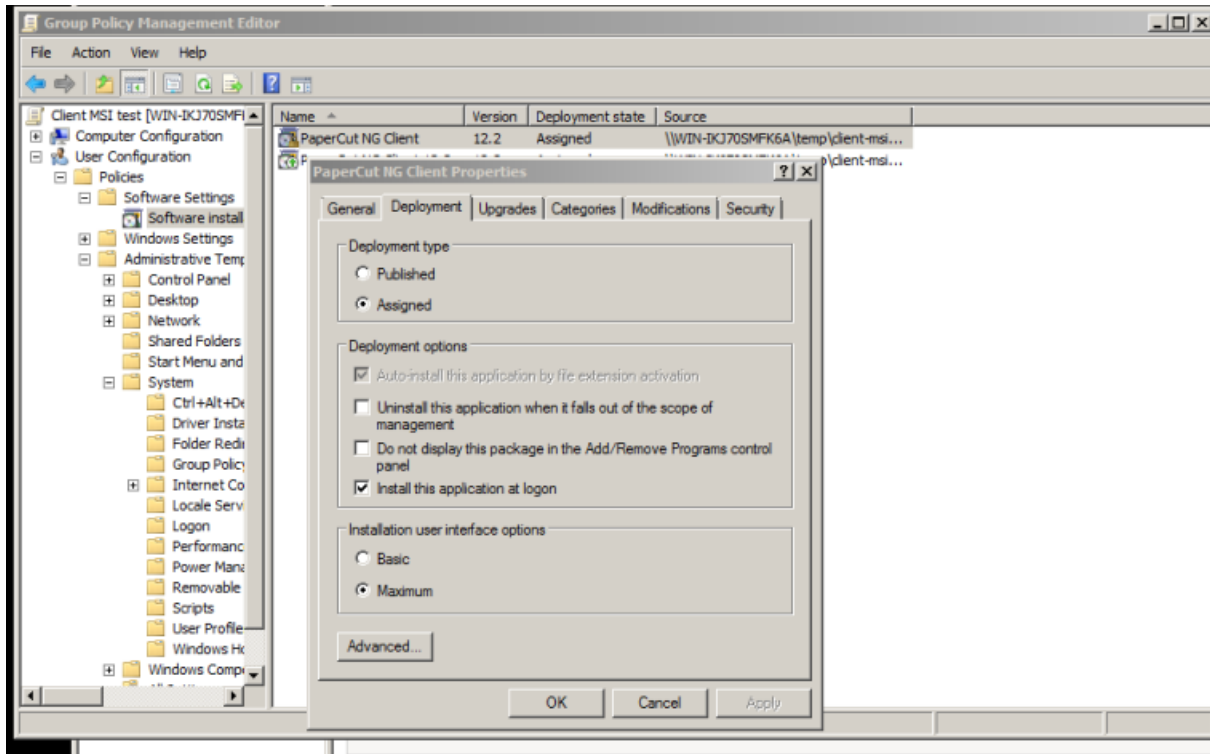 Group Policy Management Editor
File Action View Help
Client MSI test [WIN-IKJ70SMF
Computer Configuration
User Configuration
Policies
Software Settings
Software install
Windows Settings
Administrative Temp
Control Panel
Desktop
Network
Shared Folders
Start Menu and
System
Ctrl+Alt+De
Driver Insta
Folder Redi
Group Policy
Internet Co
Locale Serv
Logon
Performanc
Power Mana
Removable
Scripts
User Profile
Windows Ho
Windows Comp
Name Version Deployment state Source
PaperCut NG Client 12.2 Assigned \\WIN-IKJ70SMFK6A\temp\client-msi...
emp\client-msi...
PaperCut NG Client Properties
General Deployment Upgrades Categories Modifications Security
Deployment type
Published
Assigned
Deployment options
Auto-install this application by file extension activation
Uninstall this application when it falls out of the scope of
management
Do not display this package in the Add/Remove Programs control
panel
Install this application at logon
Installation user interface options
Basic
Maximum
Advanced...
OK Cancel Apply